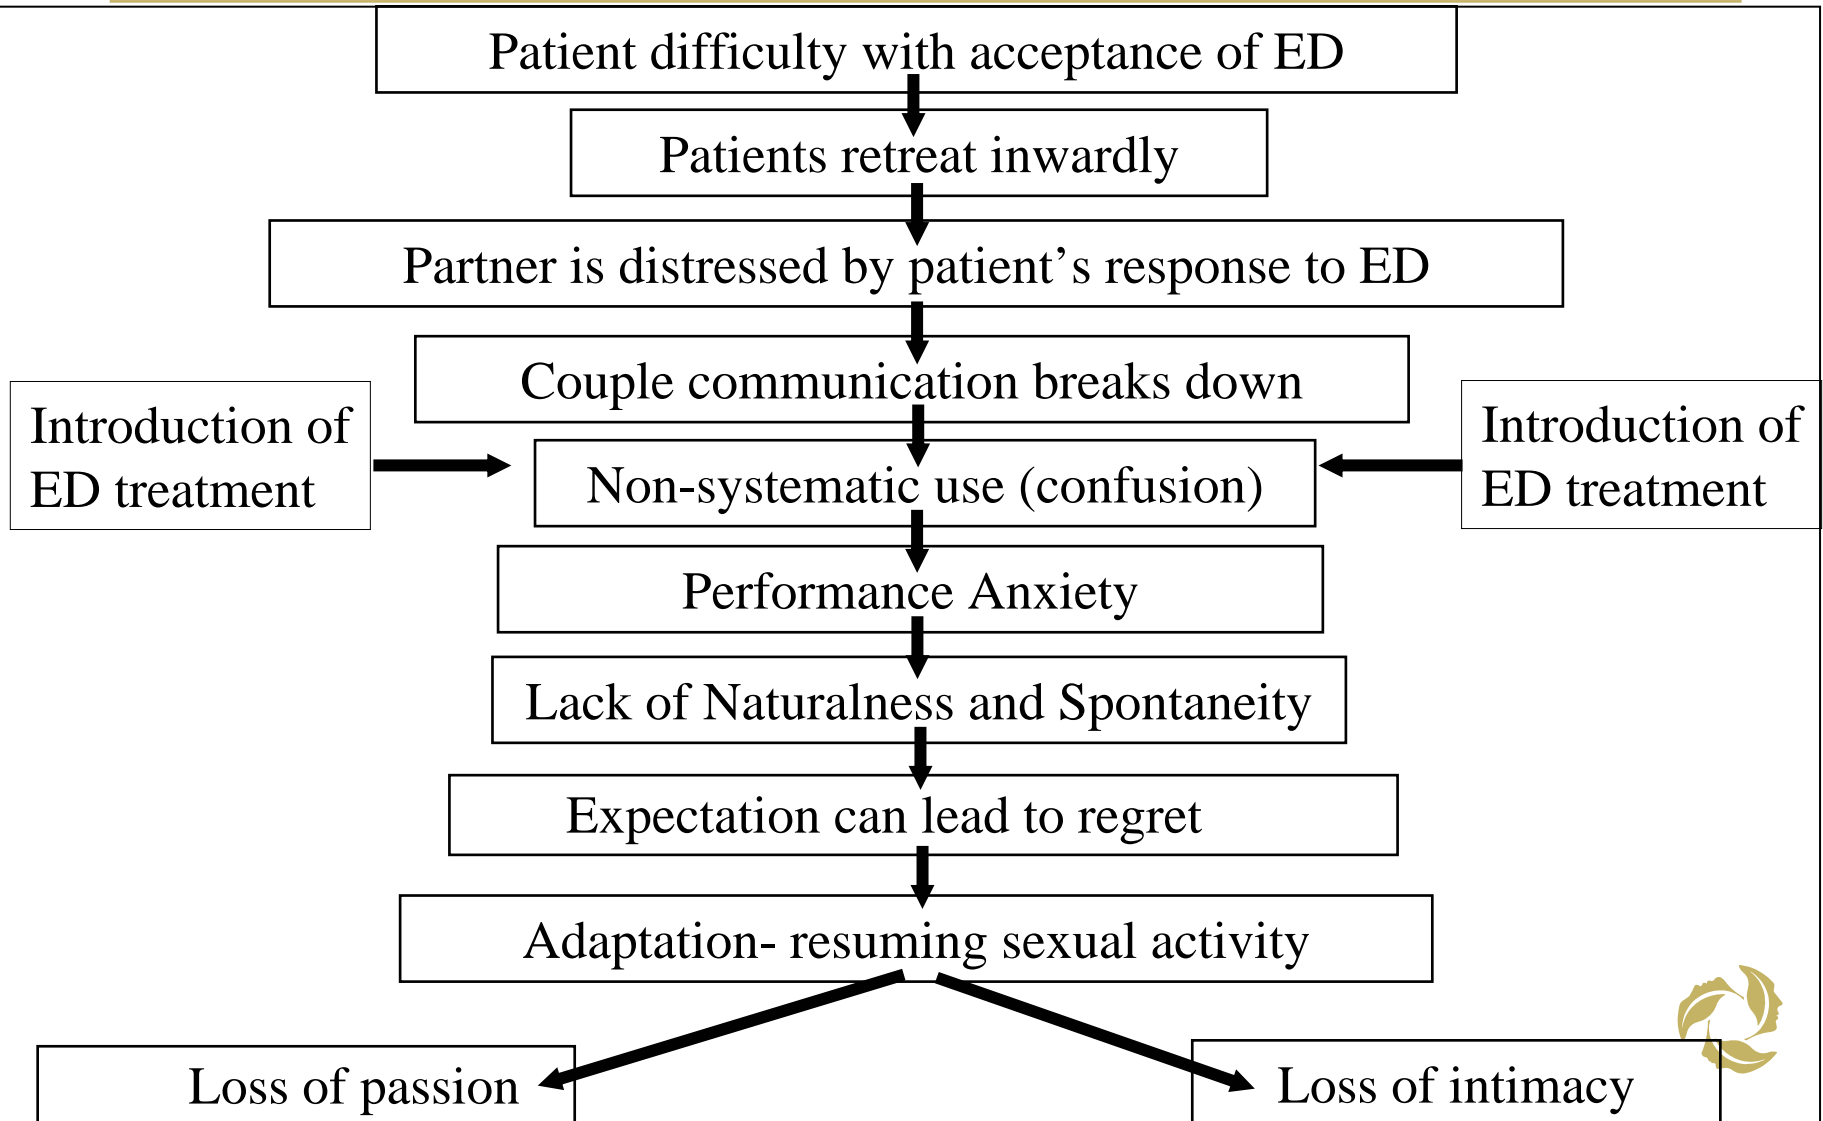 Patient difficulty with acceptance of ED
Patients retreat inwardly
Partner is distressed by patient’s response to ED
Couple communication breaks down
Introduction of
ED treatment
Introduction of
ED treatment
Non-systematic use (confusion)
Performance Anxiety
Lack of Naturalness and Spontaneity
Expectation can lead to regret
Adaptation- resuming sexual activity
Loss of passion
Loss of intimacy